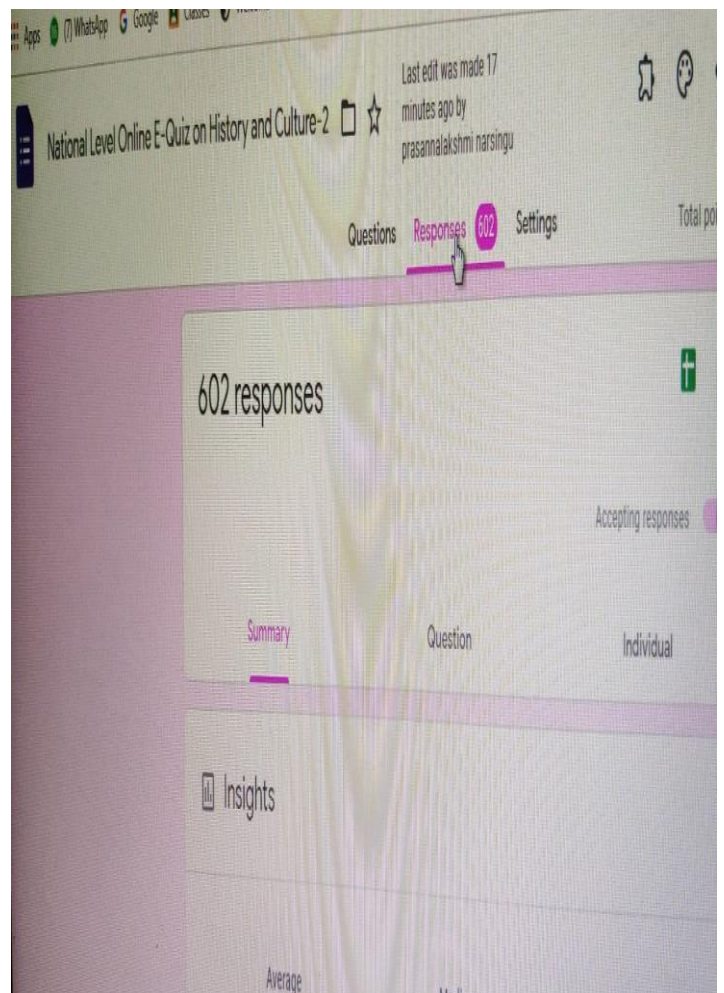 Apps (7) WhatsApp Google Classes
National Level Online E-Quiz on History and Culture-2
Last edit was made 17
minutes ago by
prasannalakshmi narsingu
Questions Responses 602 Settings
Total
602 responses
Accepting responses
Summary Question Individual
Insights
Average